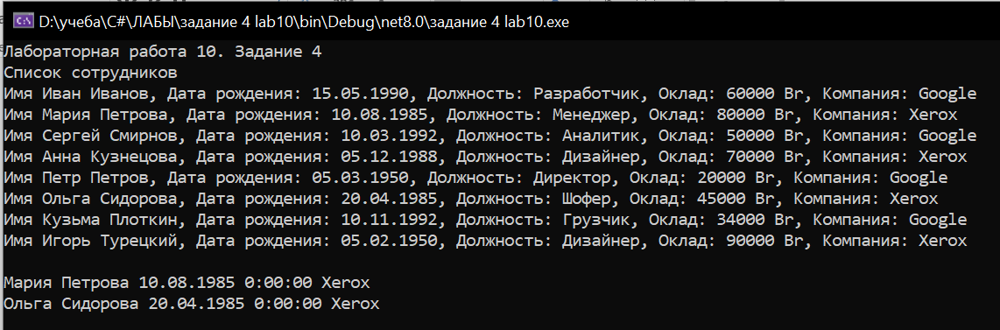 D:\учеба\C#\ЛАБЫ\задание 4 lab10\bin\Debug\net8.0\задание 4 lab10.exe
Лабораторная работа 10. Задание 4
Список сотрудников
Имя Иван Иванов, Дата рождения: 15.05.1990, Должность: Разработчик, Оклад: 60000 Br, Компания: Google
Имя Мария Петрова, Дата рождения: 10.08.1985, Должность: Менеджер, Оклад: 80000 Br, Компания: Xerox
Имя Сергей Смирнов, Дата рождения: 10.03.1992, Должность: Аналитик, Оклад: 50000 Br, Компания: Google
Имя Анна Кузнецова, Дата рождения: 05.12.1988, Должность: Дизайнер, Оклад: 70000 Br, Компания: Xerox
Имя Петр Петров, Дата рождения: 05.03.1950, Должность: Директор, Оклад: 20000 Br, Компания: Google
Имя Ольга Сидорова, Дата рождения: 20.04.1985, Должность: Шофер, Оклад: 45000 Br, Компания: Xerox
Имя Кузьма Плоткин, Дата рождения: 10.11.1992, Должность: Грузчик, Оклад: 34000 Br, Компания: Google
Имя Игорь Турецкий, Дата рождения: 05.02.1950, Должность: Дизайнер, Оклад: 90000 Br, Компания: Xerox
Мария Петрова 10.08.1985 0:00:00 Xerox
Ольга Сидорова 20.04.1985 0:00:00 Xerox